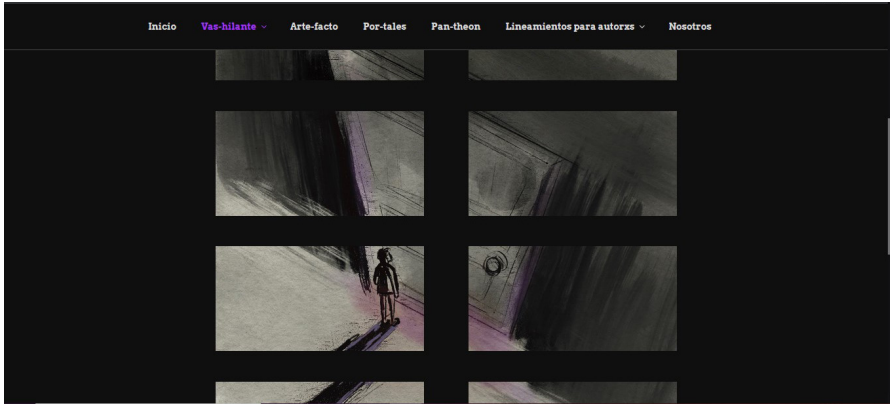 Inicio Vas-hilante Arte-facto Por-tales Pan-theon Lineamientos para autorxs Nosotros